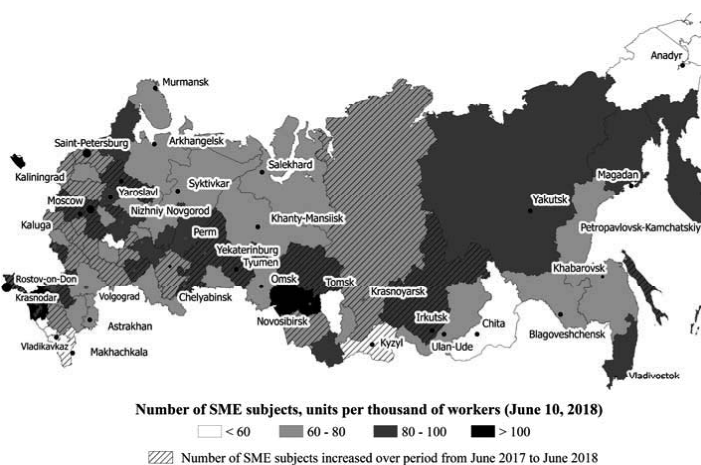 Anadyr
Murmansk
Saint-Petersburg
Arkhangelsk
Salekhard
Kaliningrad
Magadan
Yaroslavl
Syktivkar
Moscow
Yakutsk
Nizhniy Novgorod
Khanty-Mansiisk
Kaluga
Petropavlovsk-Kamchatskiy
Perm
Yekaterinburg
Tyumen
Khabarovsk
Rostov-on-Don
Omsk
Tomsk
Krasnoyarsk
Krasnodar
Volgograd
Chelyabinsk
Novosibirsk
Irkutsk
Chita
Astrakhan
Blagoveshchensk
Vladikavkaz
Kyzyl
Ulan-Ude
Makhachkala
Vladivostok
Number of SME subjects, units per thousand of workers (June 10, 2018)
< 60 60 - 80 80 - 100 > 100
Number of SME subjects increased over period from June 2017 to June 2018